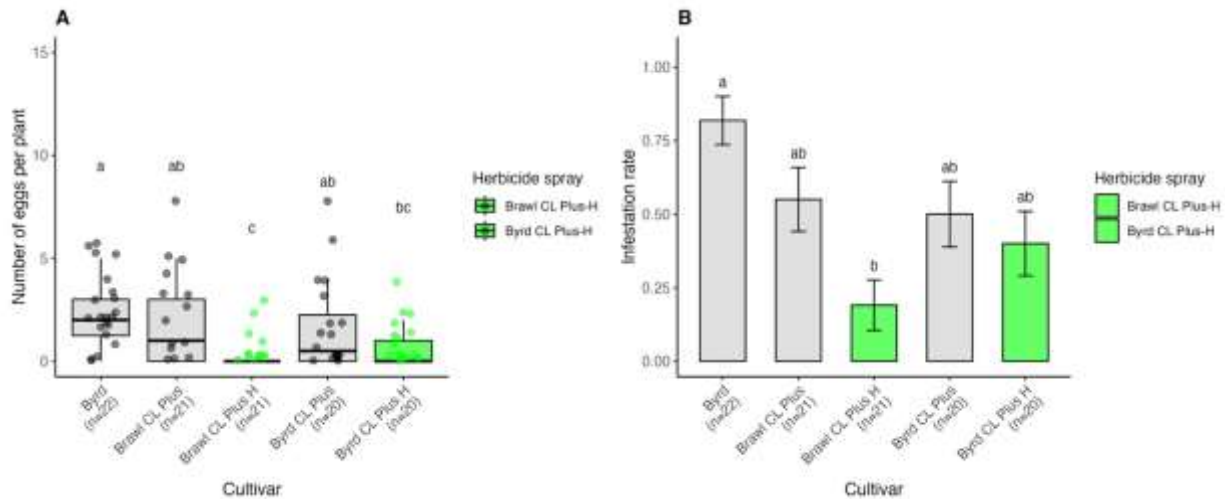 A
Number of eggs per plant
15
10
5
0
a
ab
c
ab
bc
Byrd
(n=22)
Brawl CL Plus
(n=21)
Brawl CL Plus H
(n=21)
Byrd CL Plus
(n=20)
Byrd CL Plus H
(n=20)
Cultivar
Herbicide spray
Brawl CL Plus-H
Byrd CL Plus-H
B
Infestation rate
1.00
0.75
0.50
0.25
0.00
a
ab
b
ab
ab
Byrd
(n=22)
Brawl CL Plus
(n=21)
Brawl CL Plus H
(n=21)
Byrd CL Plus
(n=20)
Byrd CL Plus H
(n=20)
Cultivar
Herbicide spray
Brawl CL Plus-H
Byrd CL Plus-H